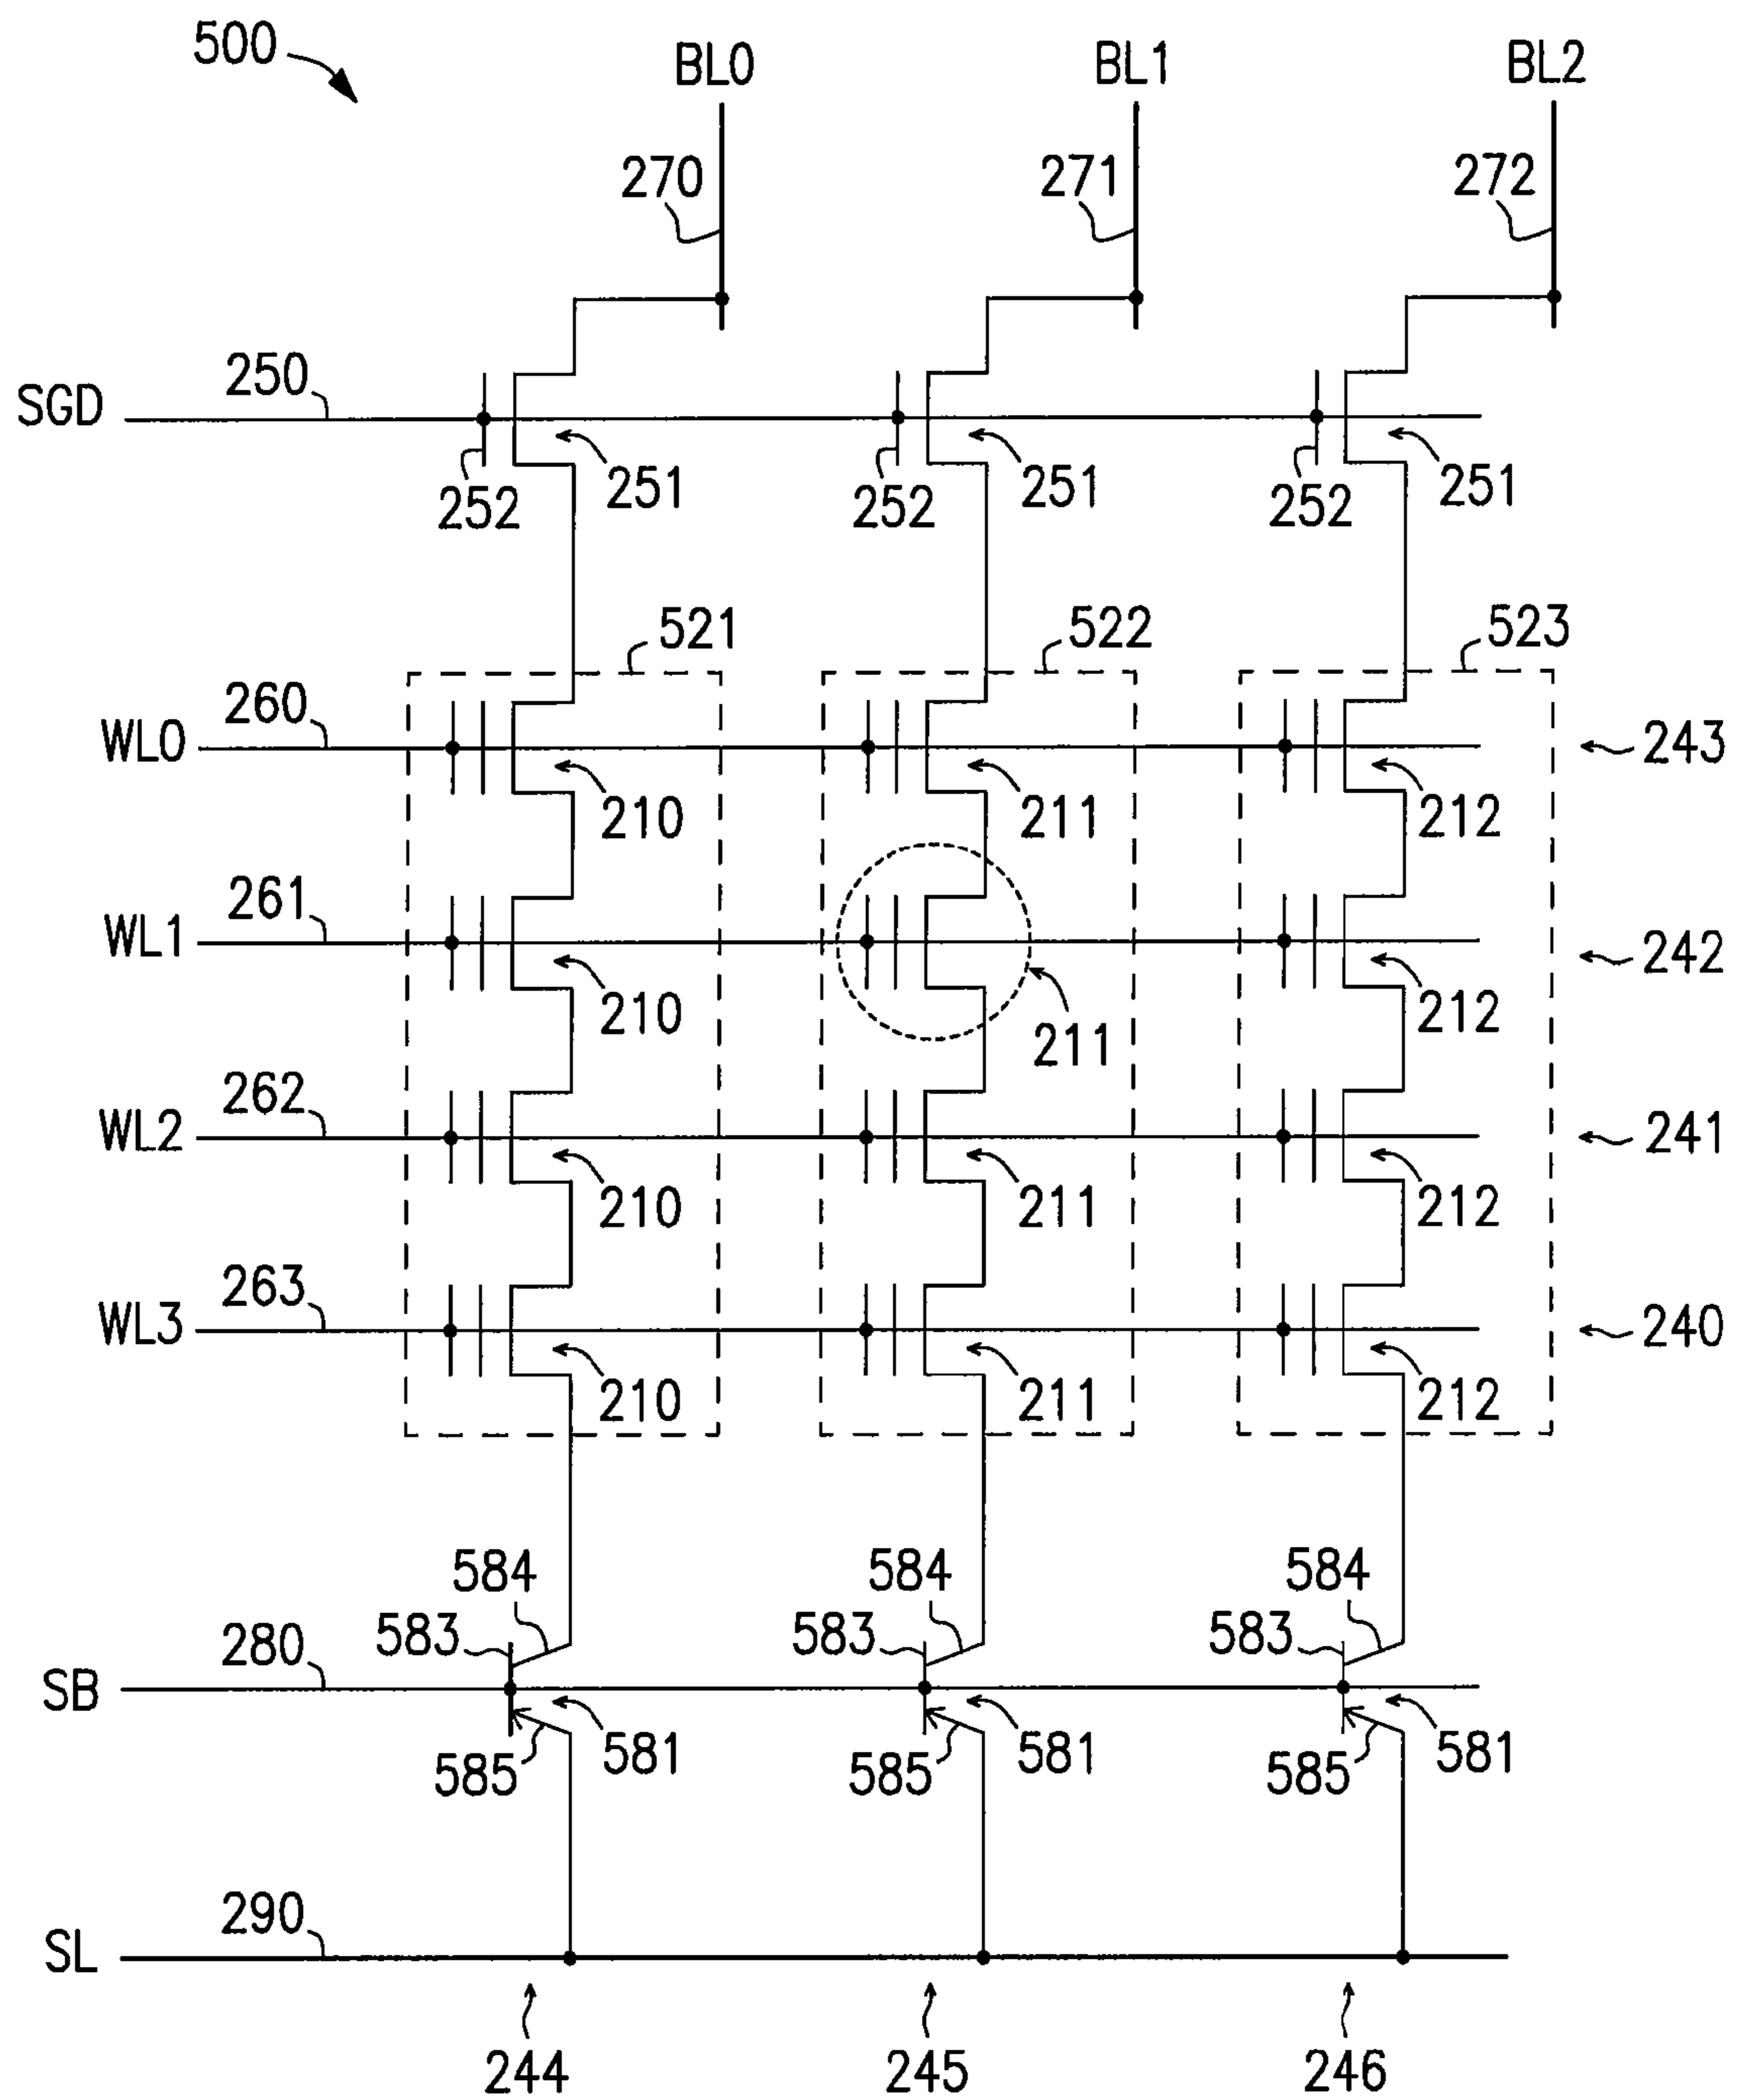 500
BL0 BL1 BL2
270 271 272
SGD 250
252 251 252 251 252 251
521 522 523
WL0 260 243
210 211 212
WL1 261 242
210 211 212
WL2 262 241
210 211 212
WL3 263 240
210 211 212
584 584 584
583 583 583
SB 280
585 581 585 581 585 581
SL 290
244 245 246